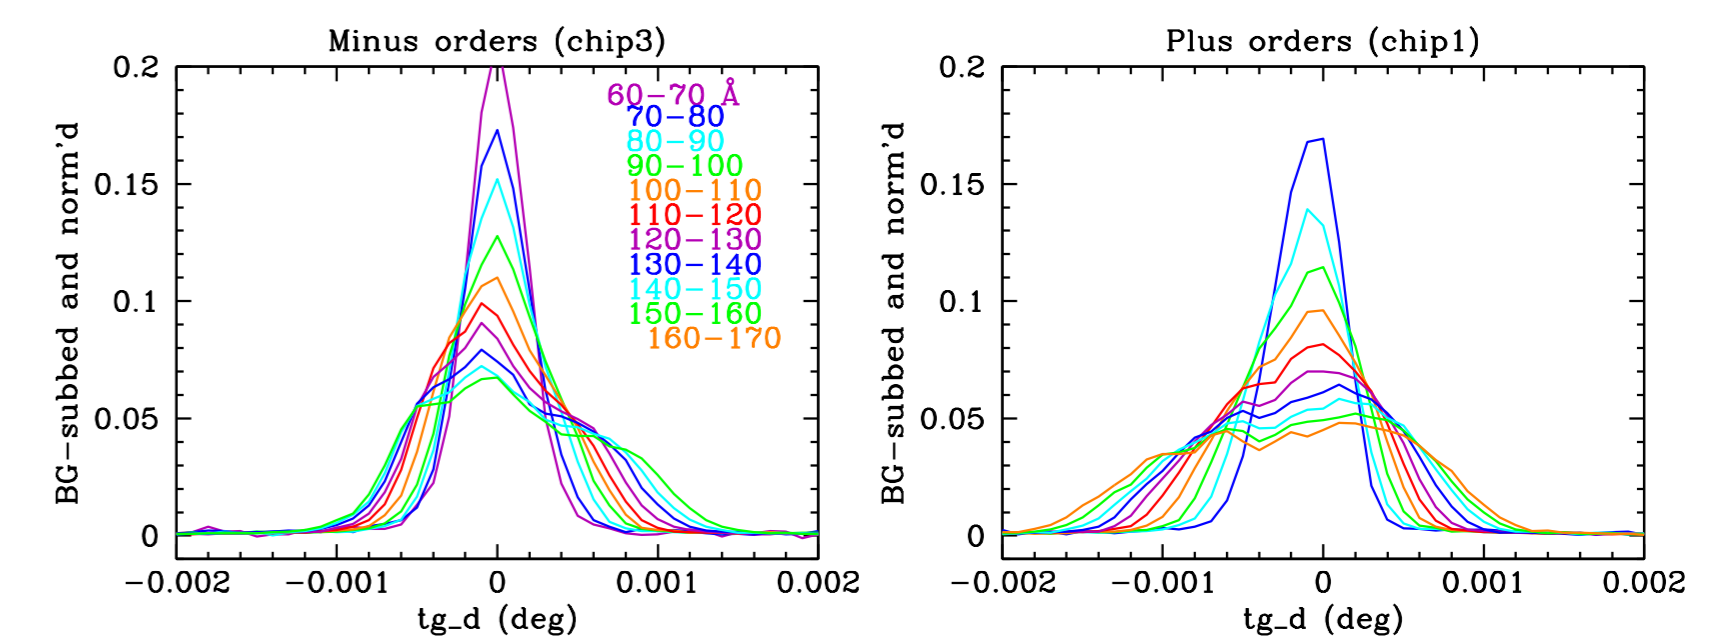 Minus orders (chip3)
0.2
0.15
0.1
0.05
0
BG-subbed and norm'd
60-70 Å
70-80
80-90
90-100
100-110
110-120
120-130
130-140
140-150
150-160
160-170
-0.002 -0.001 0 0.001 0.002
tg_d (deg)
Plus orders (chip1)
0.2
0.15
0.1
0.05
0
BG-subbed and norm'd
-0.002 -0.001 0 0.001 0.002
tg_d (deg)